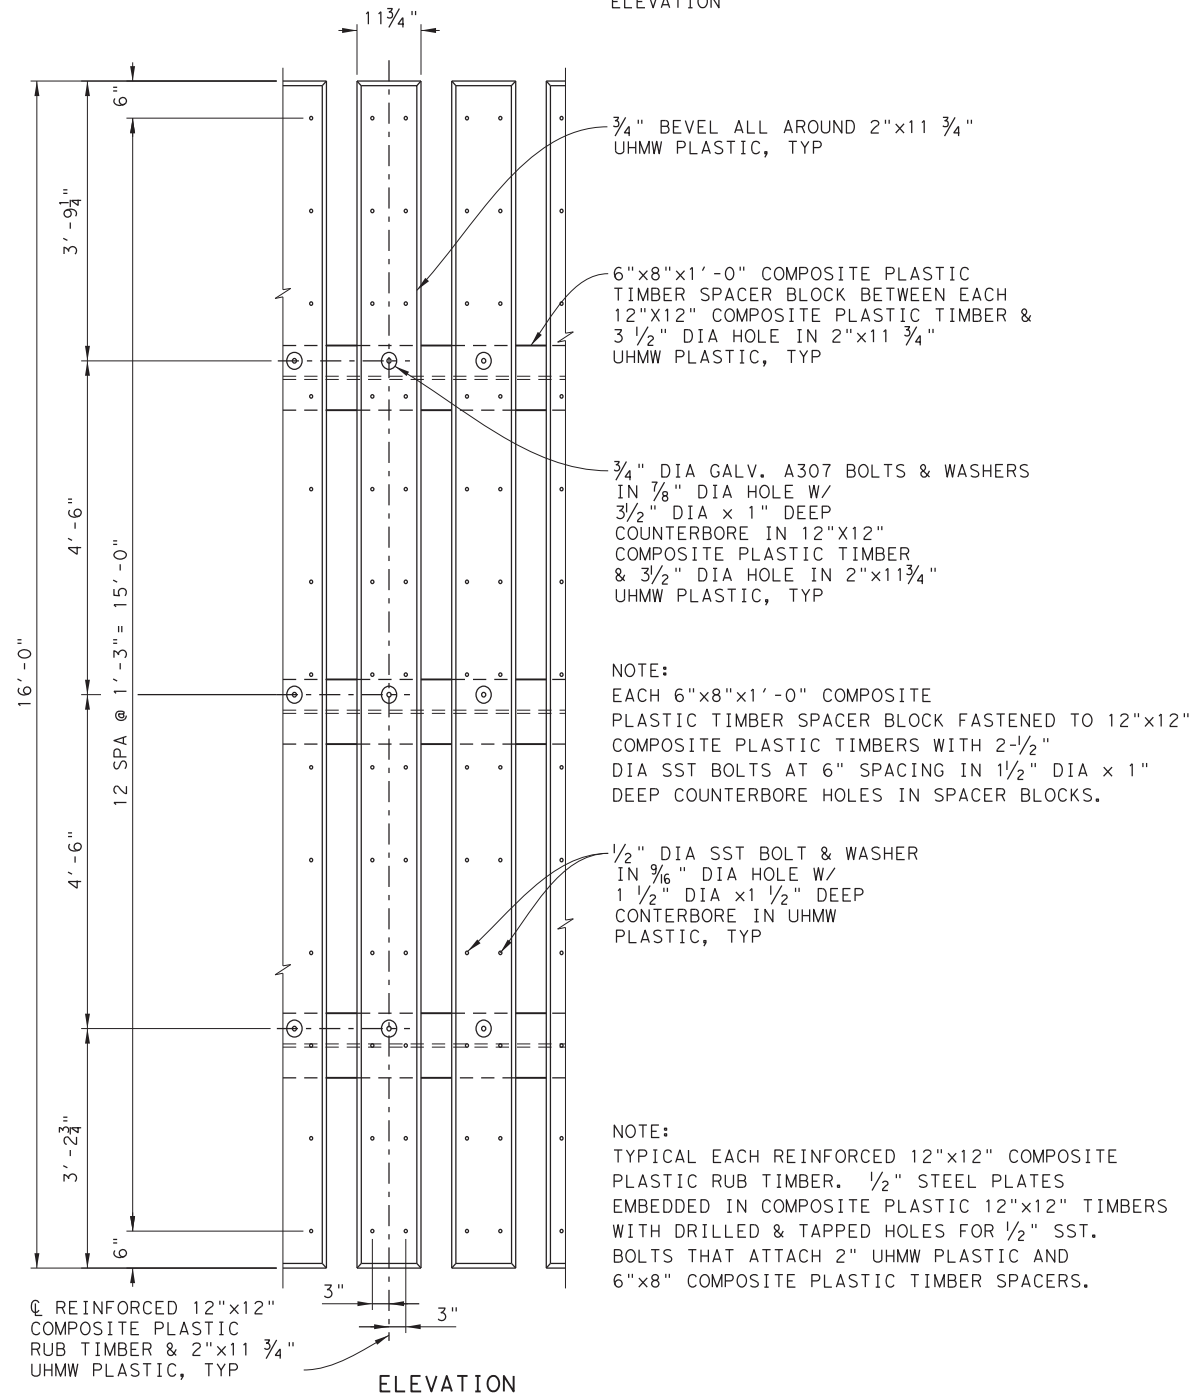 ELEVATION
11¾"
6"
3'-9¼"
4'-6"
12 SPA @ 1'-3"= 15'-0"
16'-0"
4'-6"
3'-2¾"
6"
3"
3"
¾" BEVEL ALL AROUND 2"x11 ¾"
UHMW PLASTIC, TYP
6"x8"x1'-0" COMPOSITE PLASTIC
TIMBER SPACER BLOCK BETWEEN EACH
12"X12" COMPOSITE PLASTIC TIMBER &
3 ½" DIA HOLE IN 2"x11 ¾"
UHMW PLASTIC, TYP
¾" DIA GALV. A307 BOLTS & WASHERS
IN ⅞" DIA HOLE W/
3½" DIA x 1" DEEP
COUNTERBORE IN 12"X12"
COMPOSITE PLASTIC TIMBER
& 3½" DIA HOLE IN 2"x11¾"
UHMW PLASTIC, TYP
NOTE:
EACH 6"x8"x1'-0" COMPOSITE
PLASTIC TIMBER SPACER BLOCK FASTENED TO 12"x12"
COMPOSITE PLASTIC TIMBERS WITH 2-½"
DIA SST BOLTS AT 6" SPACING IN 1½" DIA x 1"
DEEP COUNTERBORE HOLES IN SPACER BLOCKS.
½" DIA SST BOLT & WASHER
IN 9/16" DIA HOLE W/
1 ½" DIA x1 ½" DEEP
CONTERBORE IN UHMW
PLASTIC, TYP
NOTE:
TYPICAL EACH REINFORCED 12"x12" COMPOSITE
PLASTIC RUB TIMBER. ½" STEEL PLATES
EMBEDDED IN COMPOSITE PLASTIC 12"x12" TIMBERS
WITH DRILLED & TAPPED HOLES FOR ½" SST.
BOLTS THAT ATTACH 2" UHMW PLASTIC AND
6"x8" COMPOSITE PLASTIC TIMBER SPACERS.
℄ REINFORCED 12"x12"
COMPOSITE PLASTIC
RUB TIMBER & 2"x11 ¾"
UHMW PLASTIC, TYP
ELEVATION